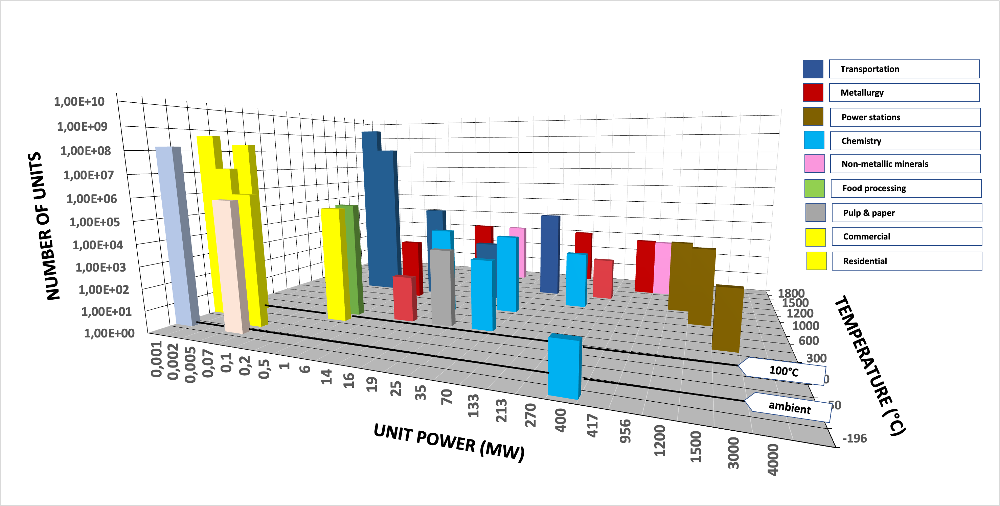 1,00E+10
1,00E+09
1,00E+08
1,00E+07
1,00E+06
1,00E+05
1,00E+04
1,00E+03
1,00E+02
1,00E+01
1,00E+00
NUMBER OF UNITS
0,001
0,002
0,005
0,07
0,1
0,2
0,5
1
6
14
16
19
25
35
70
133
213
270
400
417
956
1200
1500
3000
4000
UNIT POWER (MW)
1800
1500
1200
1000
600
300
100°C
0
ambient
50
-196
TEMPERATURE (°C)
Transportation
Metallurgy
Power stations
Chemistry
Non-metallic minerals
Food processing
Pulp & paper
Commercial
Residential